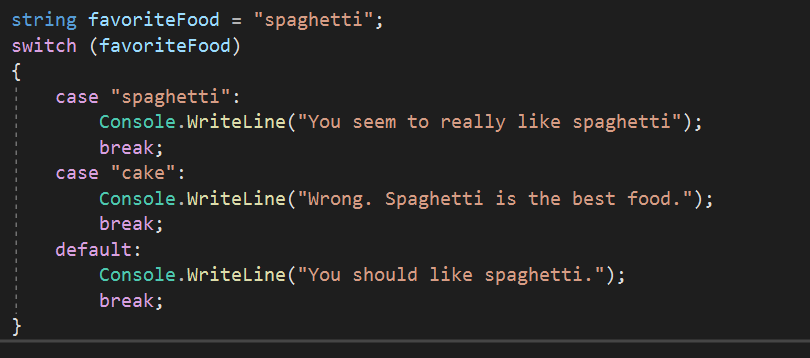 string favoriteFood = "spaghetti";
switch (favoriteFood)
{
    case "spaghetti":
        Console.WriteLine("You seem to really like spaghetti");
        break;
    case "cake":
        Console.WriteLine("Wrong. Spaghetti is the best food.");
        break;
    default:
        Console.WriteLine("You should like spaghetti.");
        break;
}